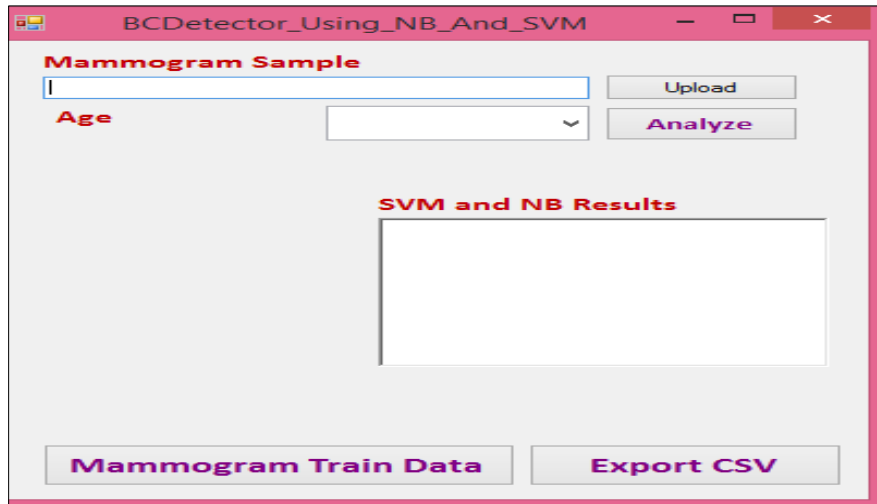 BCDetector_Using_NB_And_SVM
Mammogram Sample
Upload
Age
Analyze
SVM and NB Results
Mammogram Train Data
Export CSV